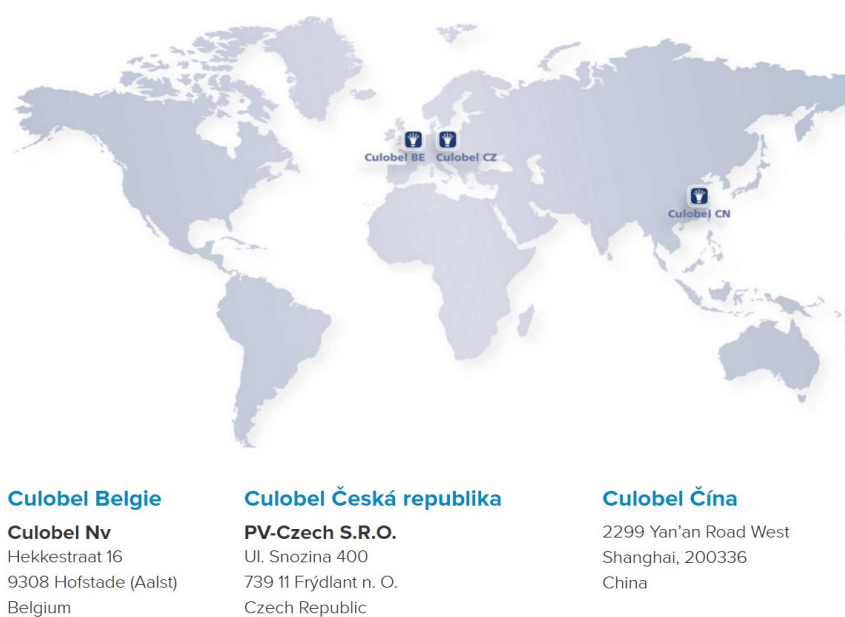 Culobel BE
Culobel CZ
Culobel CN
Culobel Belgie
Culobel Nv
Hekkestraat 16
9308 Hofstade (Aalst)
Belgium
Culobel Česká republika
PV-Czech S.R.O.
Ul. Snozina 400
739 11 Frýdlant n. O.
Czech Republic
Culobel Čína
2299 Yan'an Road West
Shanghai, 200336
China